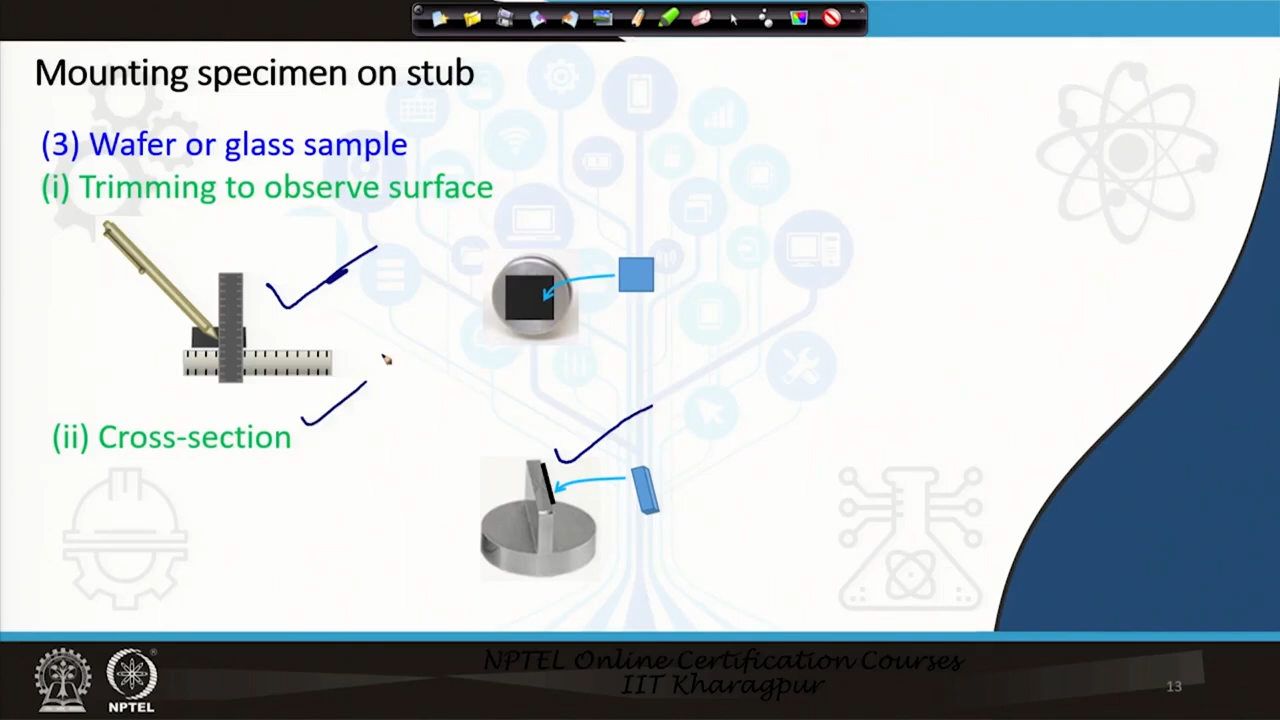 Mounting specimen on stub
(3) Wafer or glass sample
(i) Trimming to observe surface
(ii) Cross-section
NPTEL Online Certification Courses
IIT Kharagpur
NPTEL
13